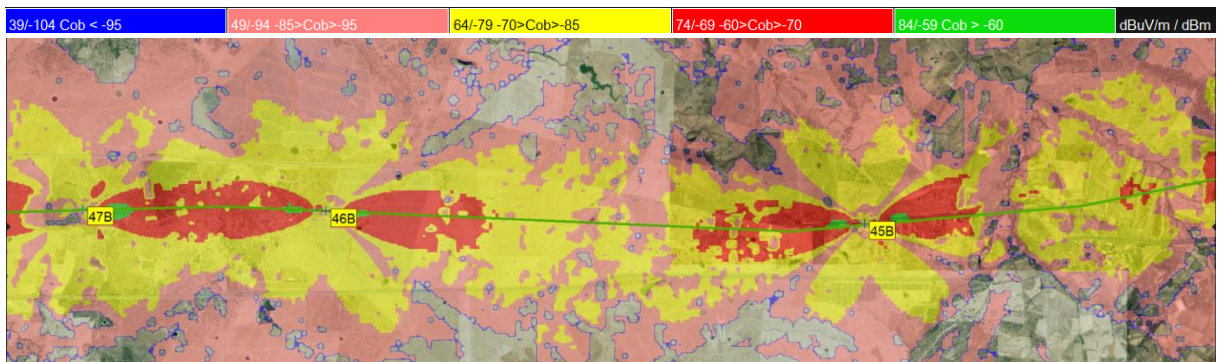 39/-104 Cob < -95
49/-94 -85>Cob>-95
64/-79 -70>Cob>-85
74/-69 -60>Cob>-70
84/-59 Cob > -60
dBuV/m / dBm
47B
46B
45B